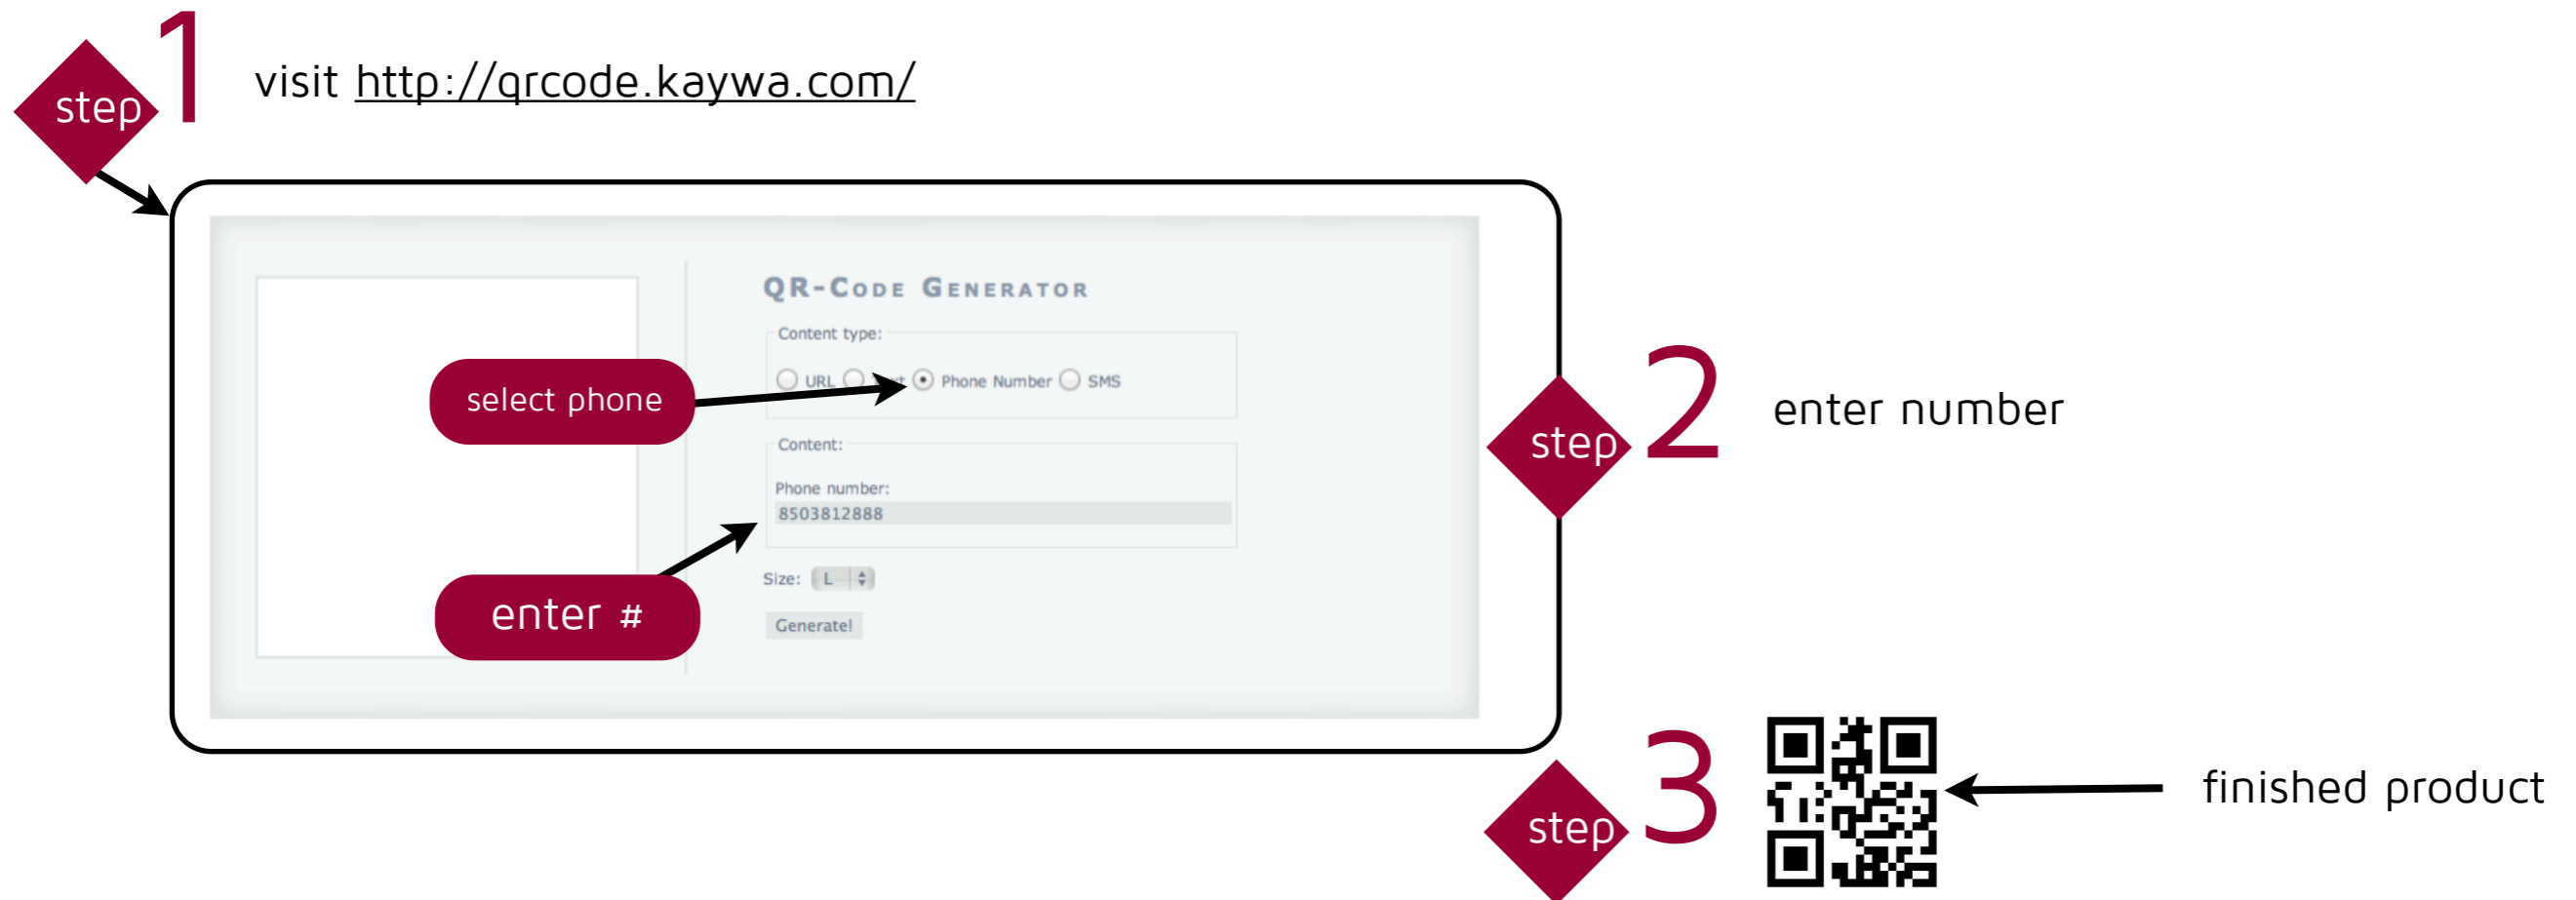 step 1 visit http://qrcode.kaywa.com/
QR-CODE GENERATOR
Content type:
select phone
URL Phone Number SMS
step 2 enter number
Content:
Phone number:
8503812888
enter #
Size: L
Generate!
step 3
finished product